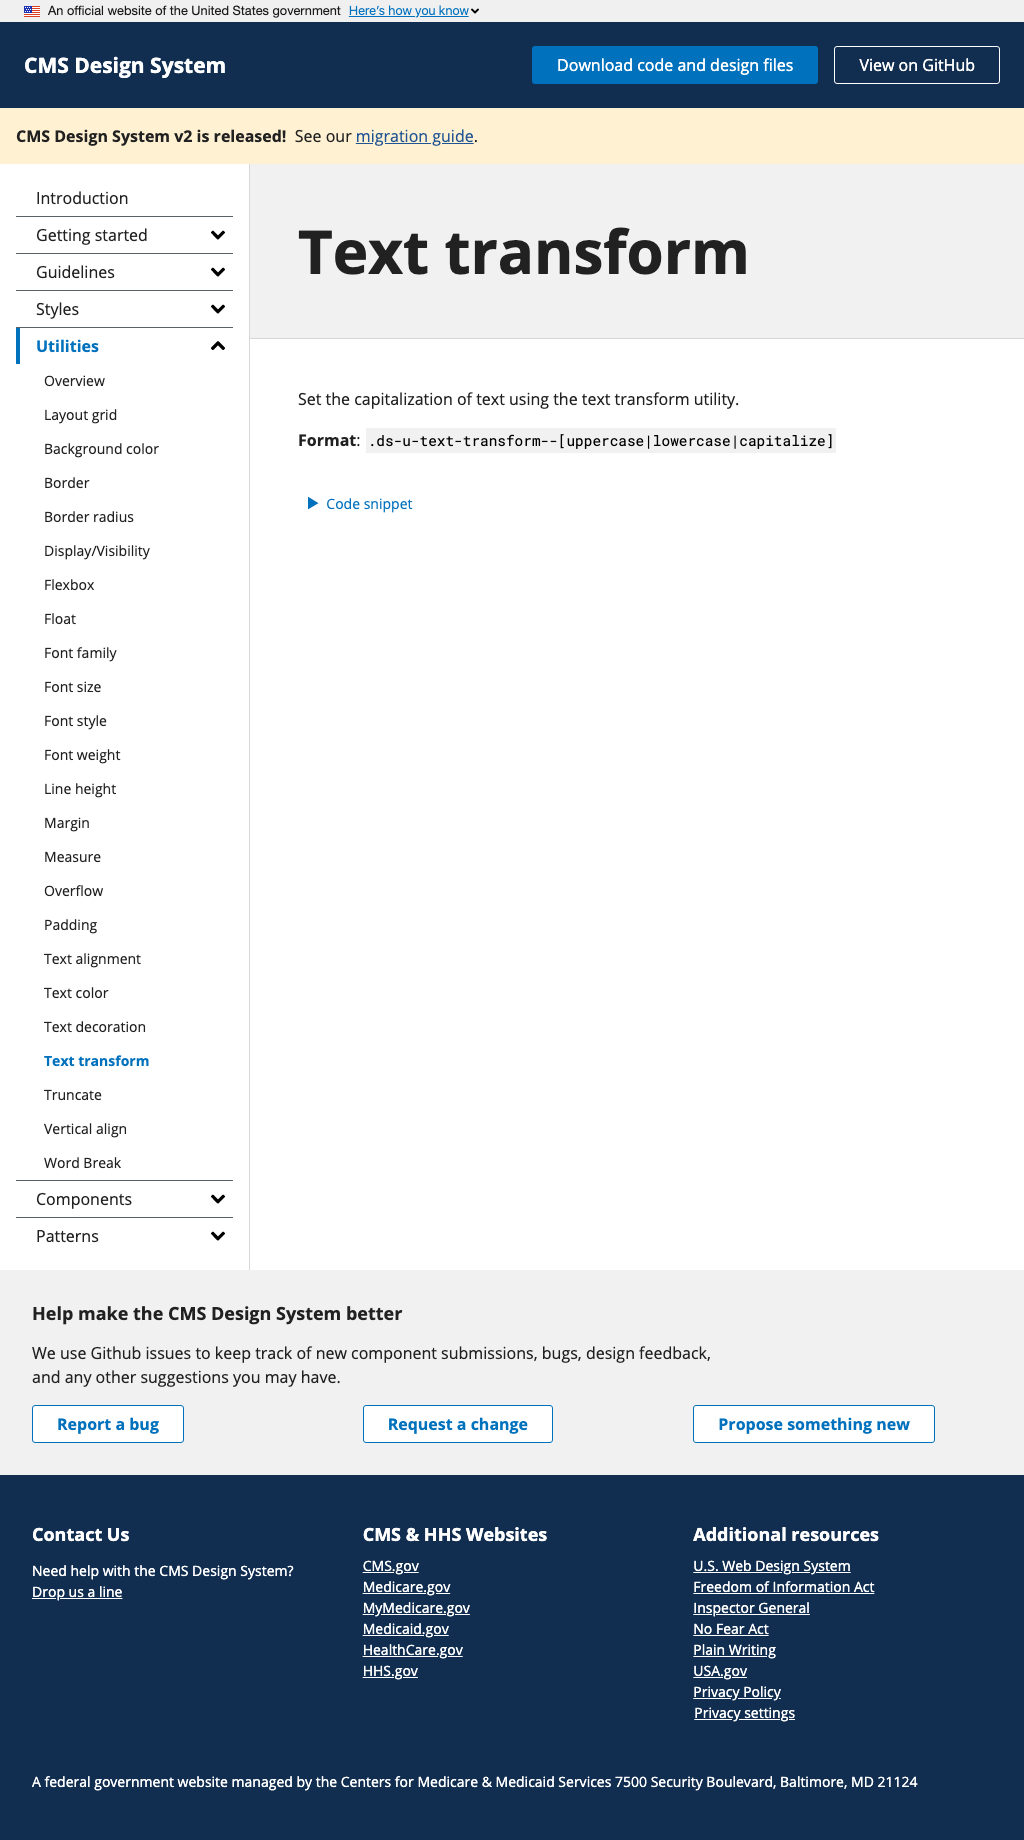 An official website of the United States government Here's how you know
CMS Design System
Download code and design files
View on GitHub
CMS Design System v2 is released! See our migration guide.
Introduction
Getting started
Guidelines
Styles
Utilities
Overview
Layout grid
Background color
Border
Border radius
Display/Visibility
Flexbox
Float
Font family
Font size
Font style
Font weight
Line height
Margin
Measure
Overflow
Padding
Text alignment
Text color
Text decoration
Text transform
Truncate
Vertical align
Word Break
Components
Patterns
Text transform
Set the capitalization of text using the text transform utility.
Format: .ds-u-text-transform--[uppercase|lowercase|capitalize]
Code snippet
Help make the CMS Design System better
We use Github issues to keep track of new component submissions, bugs, design feedback,
and any other suggestions you may have.
Report a bug
Request a change
Propose something new
Contact Us
Need help with the CMS Design System?
Drop us a line
CMS & HHS Websites
CMS.gov
Medicare.gov
MyMedicare.gov
Medicaid.gov
HealthCare.gov
HHS.gov
Additional resources
U.S. Web Design System
Freedom of Information Act
Inspector General
No Fear Act
Plain Writing
USA.gov
Privacy Policy
Privacy settings
A federal government website managed by the Centers for Medicare & Medicaid Services 7500 Security Boulevard, Baltimore, MD 21124